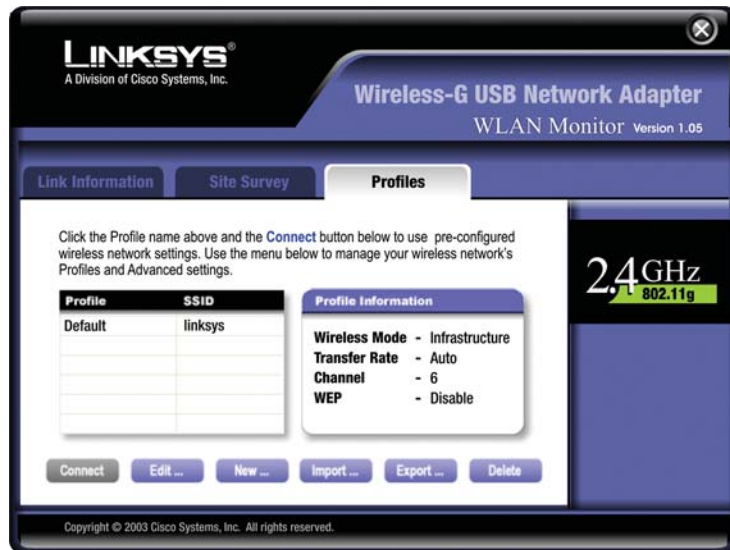 LINKSYS®
A Division of Cisco Systems, Inc.
Wireless-G USB Network Adapter
WLAN Monitor Version 1.05
Link Information Site Survey Profiles
Click the Profile name above and the Connect button below to use pre-configured
wireless network settings. Use the menu below to manage your wireless network's
Profiles and Advanced settings.
2.4GHz
802.11g
Profile SSID
Default linksys
Profile Information
Wireless Mode - Infrastructure
Transfer Rate - Auto
Channel - 6
WEP - Disable
Connect Edit ... New ... Import ... Export ... Delete
Copyright © 2003 Cisco Systems, Inc. All rights reserved.